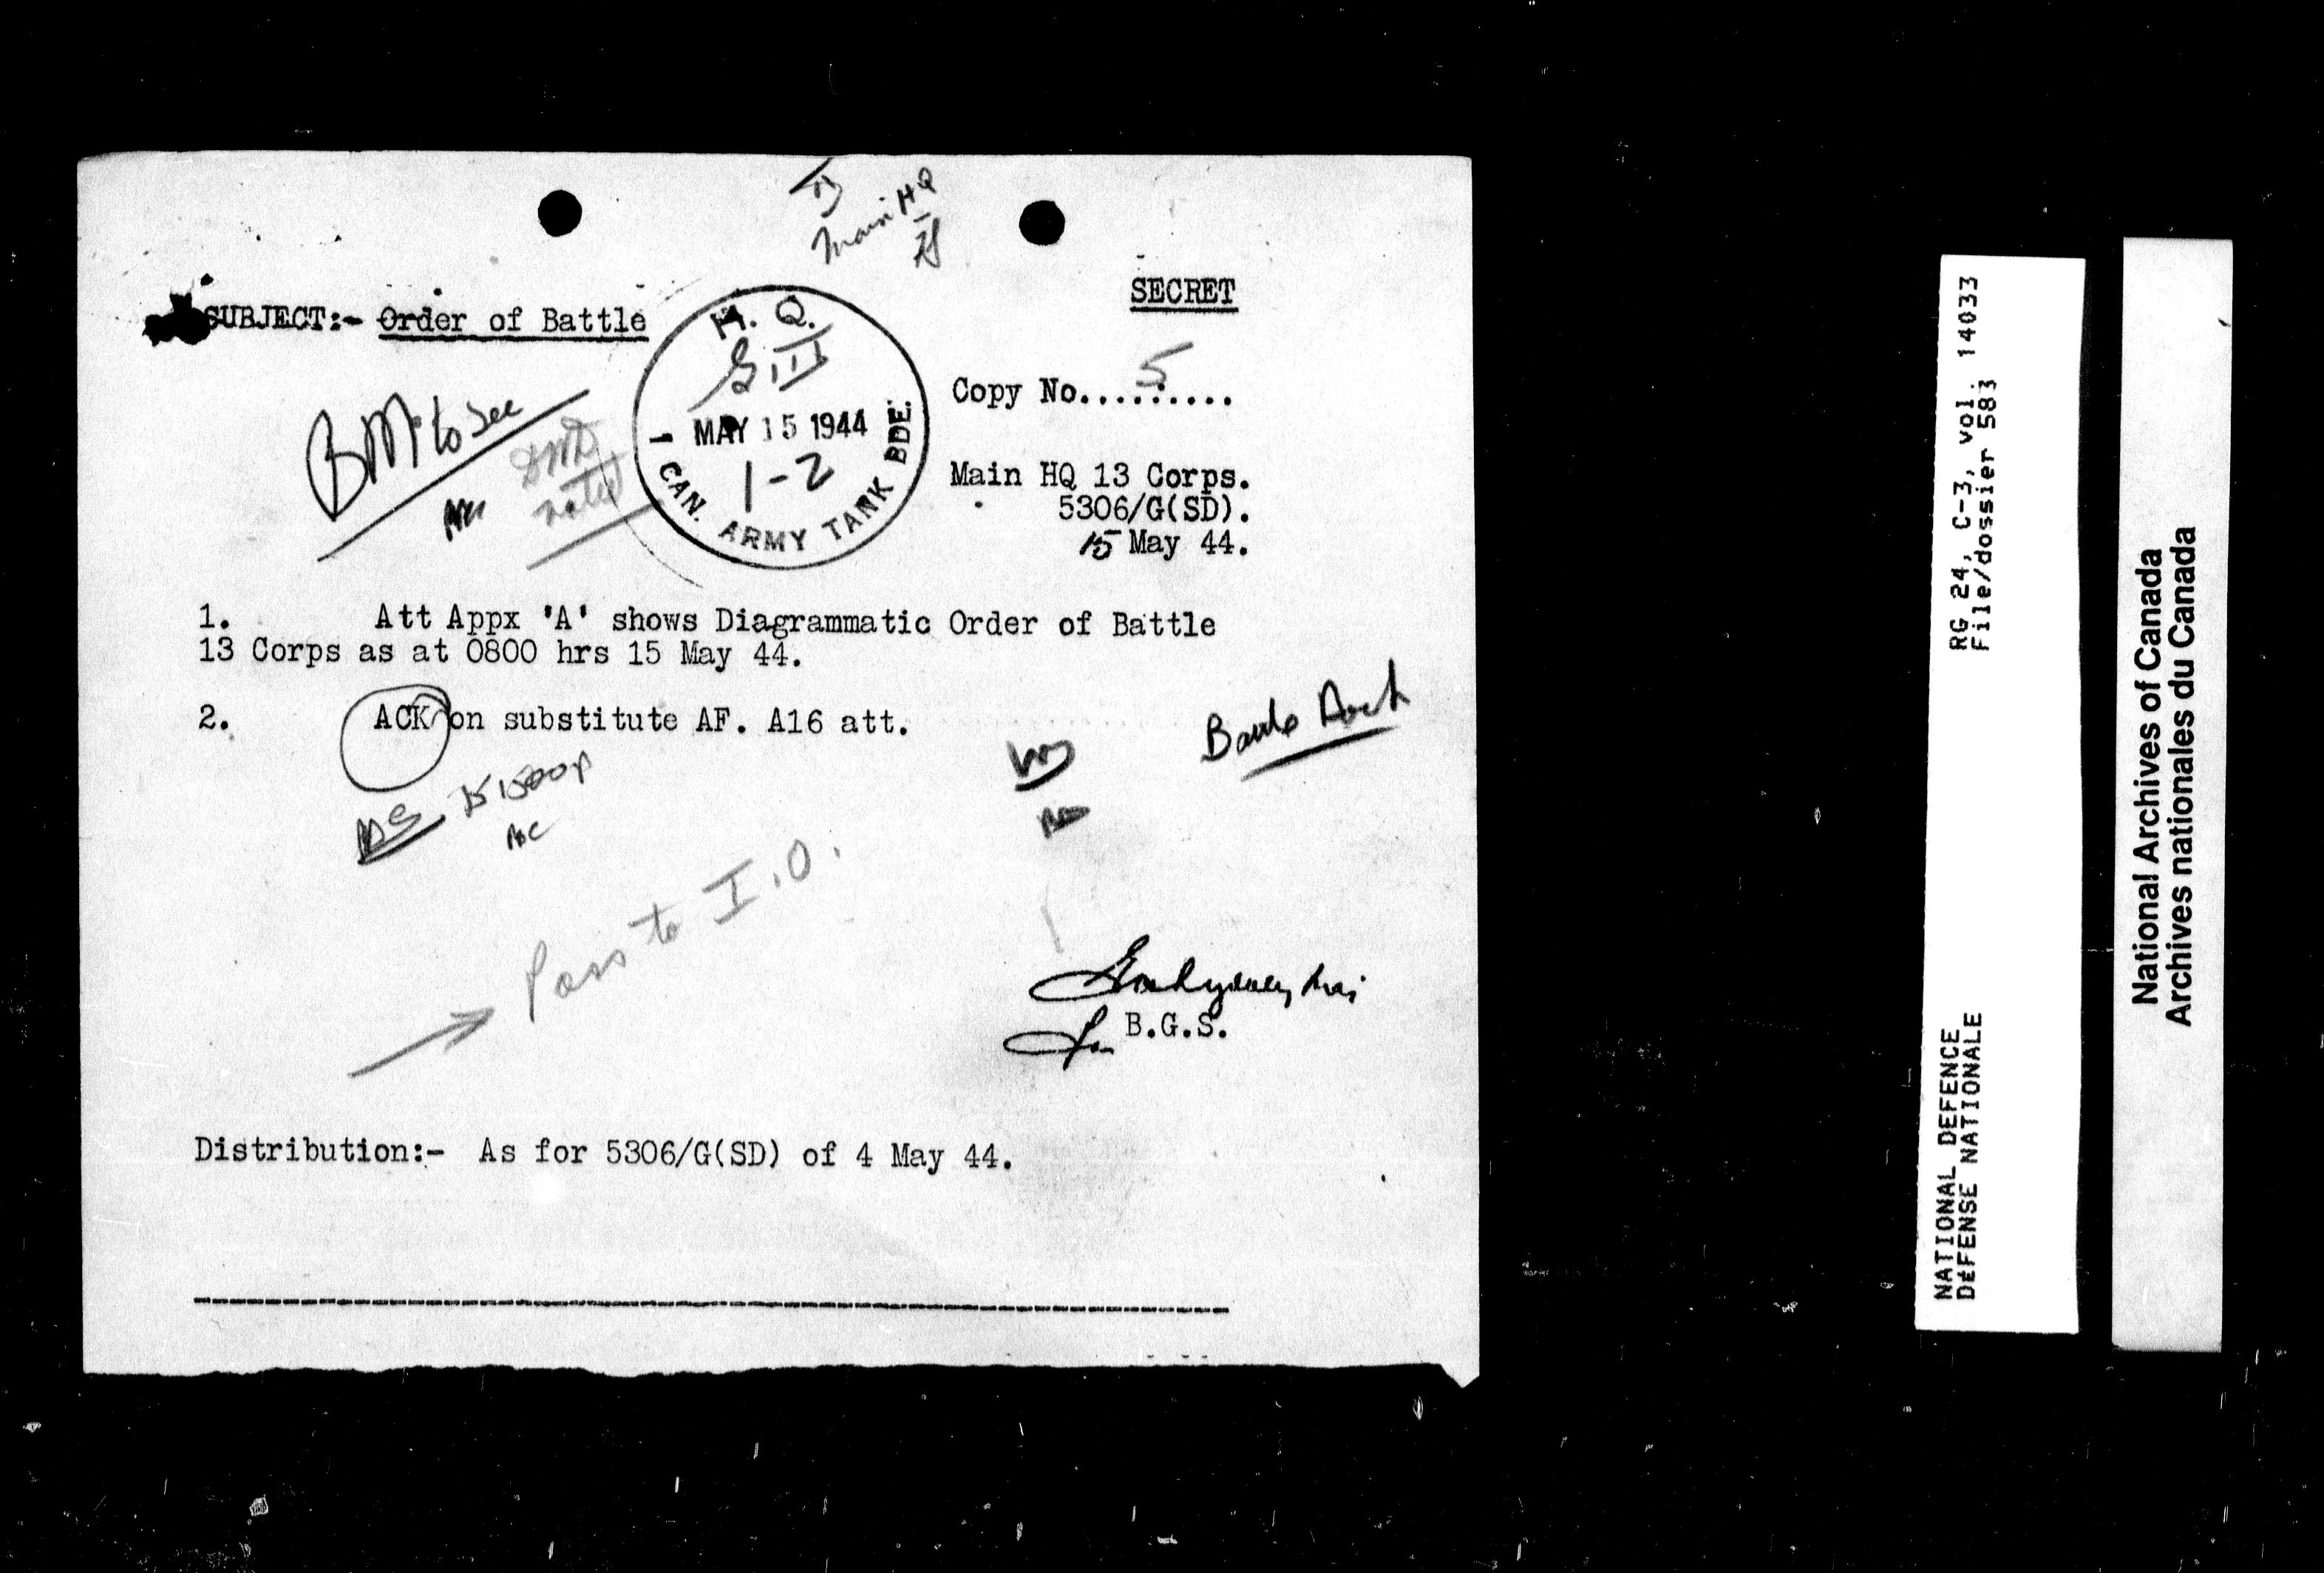 Main HQ
SECRET
SUBJECT:- Order of Battle
H. Q.
G.III
MAY 15 1944
1-2
1 CAN. ARMY TANK BDE.
Copy No.... 5 .....
BM to see
noted
Main HQ 13 Corps.
5306/G(SD).
15 May 44.
1. Att Appx 'A' shows Diagrammatic Order of Battle
13 Corps as at 0800 hrs 15 May 44.
2. ACK on substitute AF. A16 att.
Pass to I.O.
for B.G.S.
Distribution:- As for 5306/G(SD) of 4 May 44.
NATIONAL DEFENCE RG 24, C-3, vol. 14033
DÉFENSE NATIONALE File/dossier 583
National Archives of Canada
Archives nationales du Canada